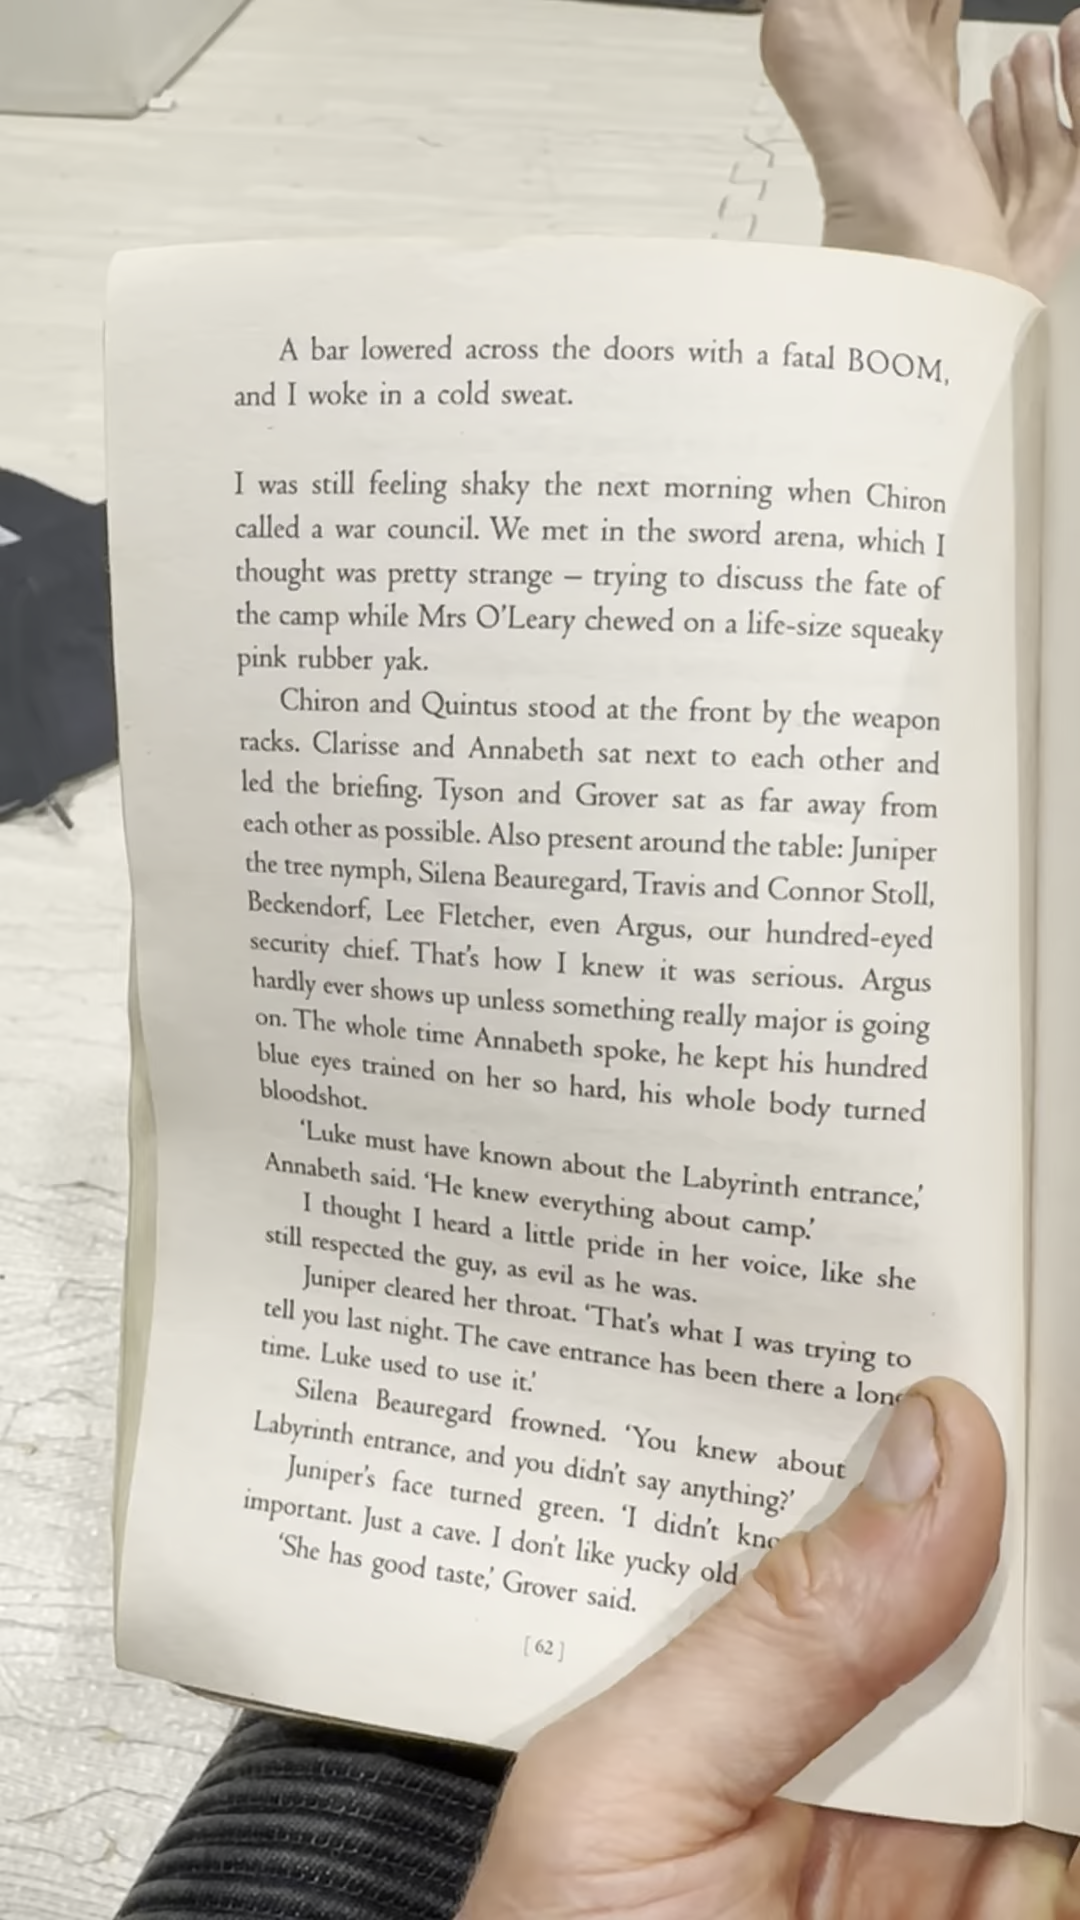 A bar lowered across the doors with a fatal BOOM,
and I woke in a cold sweat.
I was still feeling shaky the next morning when Chiron
called a war council. We met in the sword arena, which I
thought was pretty strange – trying to discuss the fate of
the camp while Mrs O'Leary chewed on a life-size squeaky
pink rubber yak.
Chiron and Quintus stood at the front by the weapon
racks. Clarisse and Annabeth sat next to each other and
led the briefing. Tyson and Grover sat as far away from
each other as possible. Also present around the table: Juniper
the tree nymph, Silena Beauregard, Travis and Connor Stoll,
Beckendorf, Lee Fletcher, even Argus, our hundred-eyed
security chief. That's how I knew it was serious. Argus
hardly ever shows up unless something really major is going
on. The whole time Annabeth spoke, he kept his hundred
blue eyes trained on her so hard, his whole body turned
bloodshot.
'Luke must have known about the Labyrinth entrance,'
Annabeth said. 'He knew everything about camp.'
I thought I heard a little pride in her voice, like she
still respected the guy, as evil as he was.
Juniper cleared her throat. 'That's what I was trying to
tell you last night. The cave entrance has been there a
time. Luke used to use it.'
Silena Beauregard frowned. 'You knew about
Labyrinth entrance, and you didn't say anything?'
Juniper's face turned green. 'I didn't
important. Just a cave. I don't like yucky old
'She has good taste,' Grover said.
[ 62 ]